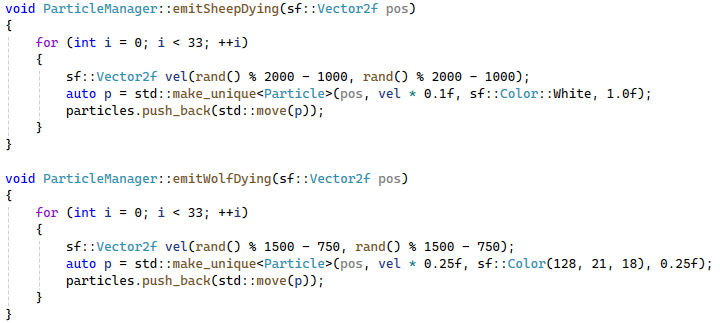 void ParticleManager::emitSheepDying(sf::Vector2f pos)
{
    for (int i = 0; i < 33; ++i)
    {
        sf::Vector2f vel(rand() % 2000 - 1000, rand() % 2000 - 1000);
        auto p = std::make_unique<Particle>(pos, vel * 0.1f, sf::Color::White, 1.0f);
        particles.push_back(std::move(p));
    }
}

void ParticleManager::emitWolfDying(sf::Vector2f pos)
{
    for (int i = 0; i < 33; ++i)
    {
        sf::Vector2f vel(rand() % 1500 - 750, rand() % 1500 - 750);
        auto p = std::make_unique<Particle>(pos, vel * 0.25f, sf::Color(128, 21, 18), 0.25f);
        particles.push_back(std::move(p));
    }
}